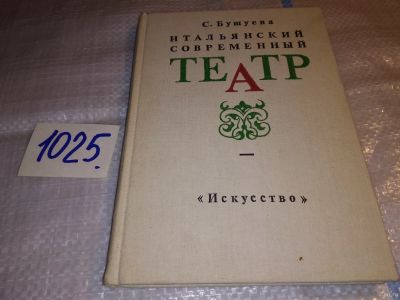 С. Бушуева
ИТАЛЬЯНСКИЙ
СОВРЕМЕННЫЙ
ТЕАТР
«Искусство»
1025.